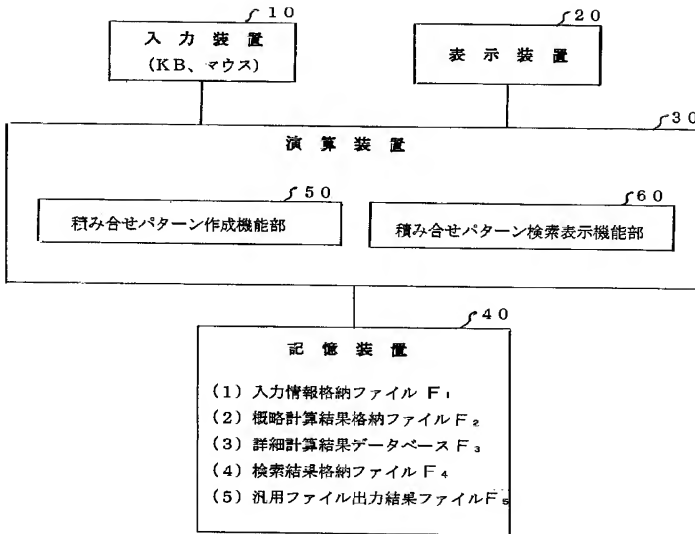 10
入力装置
(KB、マウス)
20
表示装置
30
演算装置
50
積み合せパターン作成機能部
60
積み合せパターン検索表示機能部
40
記憶装置
(1) 入力情報格納ファイル F₁
(2) 概略計算結果格納ファイル F₂
(3) 詳細計算結果データベース F₃
(4) 検索結果格納ファイル F₄
(5) 汎用ファイル出力結果ファイル F₅